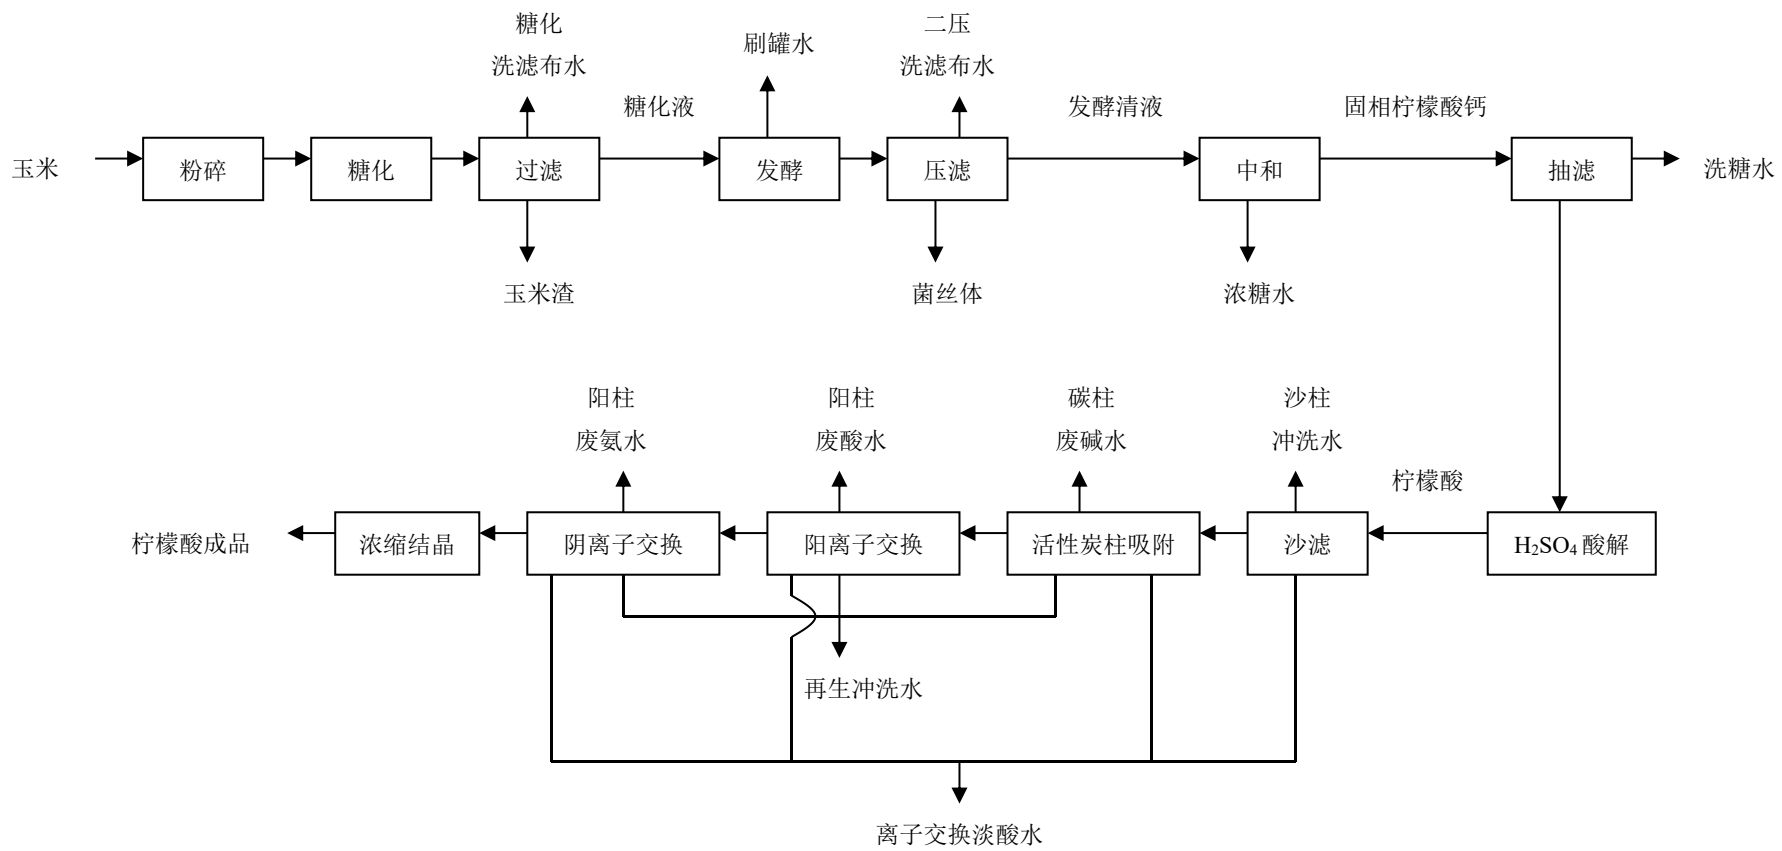 糖化
洗滤布水
刷罐水
二压
洗滤布水
糖化液
发酵清液
固相柠檬酸钙
玉米
粉碎
糖化
过滤
发酵
压滤
中和
抽滤
洗糖水
玉米渣
菌丝体
浓糖水
阳柱
废氨水
阳柱
废酸水
碳柱
废碱水
沙柱
冲洗水
柠檬酸
柠檬酸成品
浓缩结晶
阴离子交换
阳离子交换
活性炭柱吸附
沙滤
H₂SO₄ 酸解
再生冲洗水
离子交换淡酸水